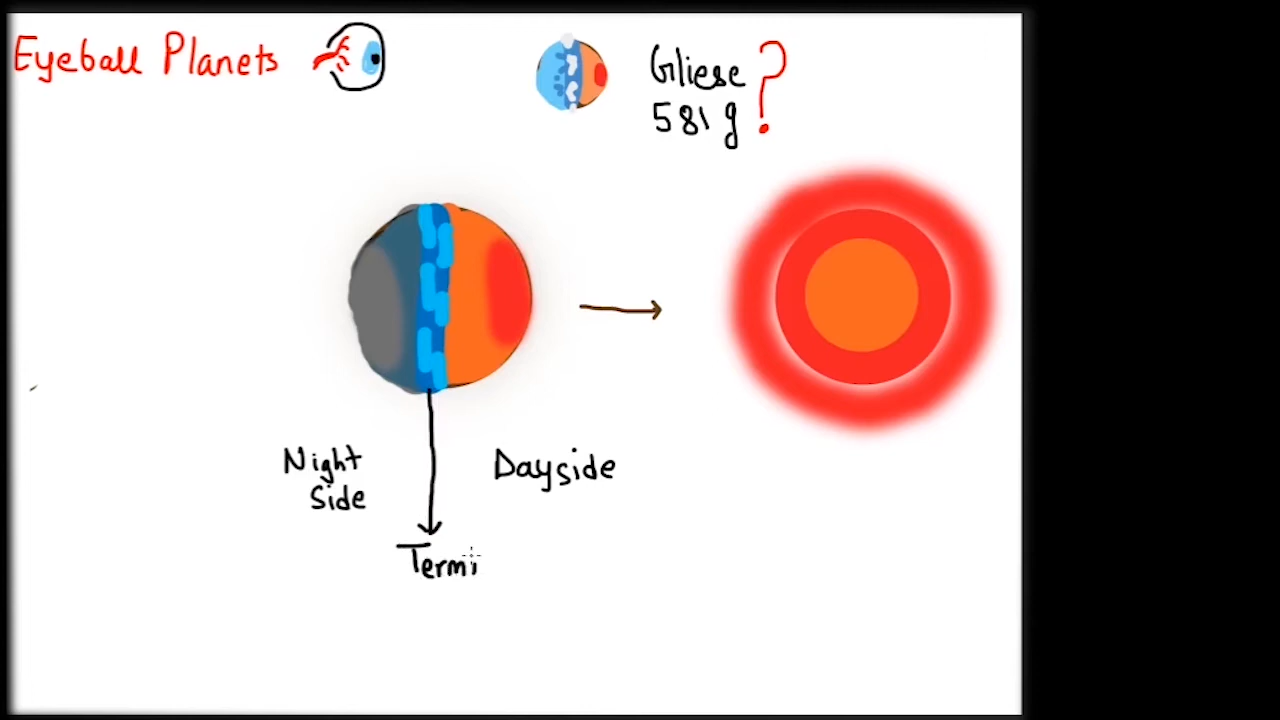 Eyeball Planets
Gliese ?
581 g
Night
Side
Dayside
Termi